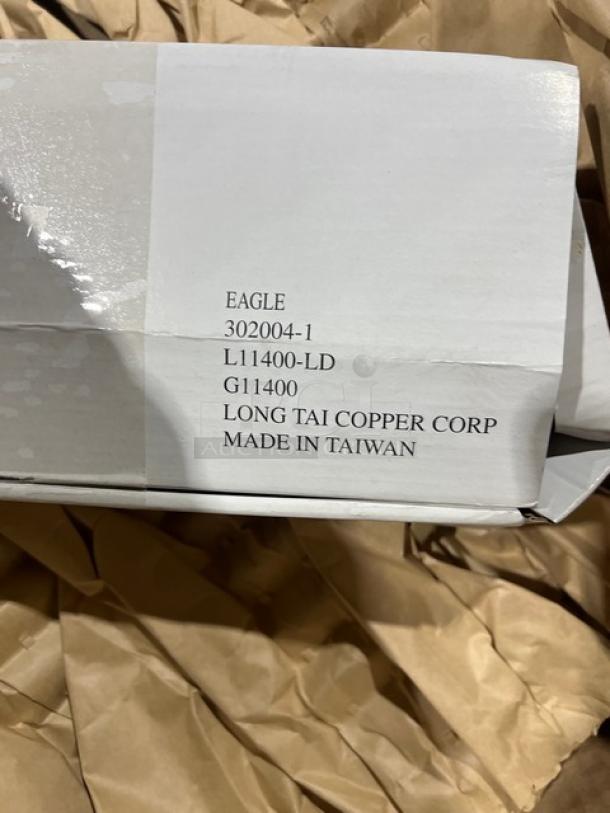 EAGLE
302004-1
L11400-LD
G11400
LONG TAI COPPER CORP
MADE IN TAIWAN